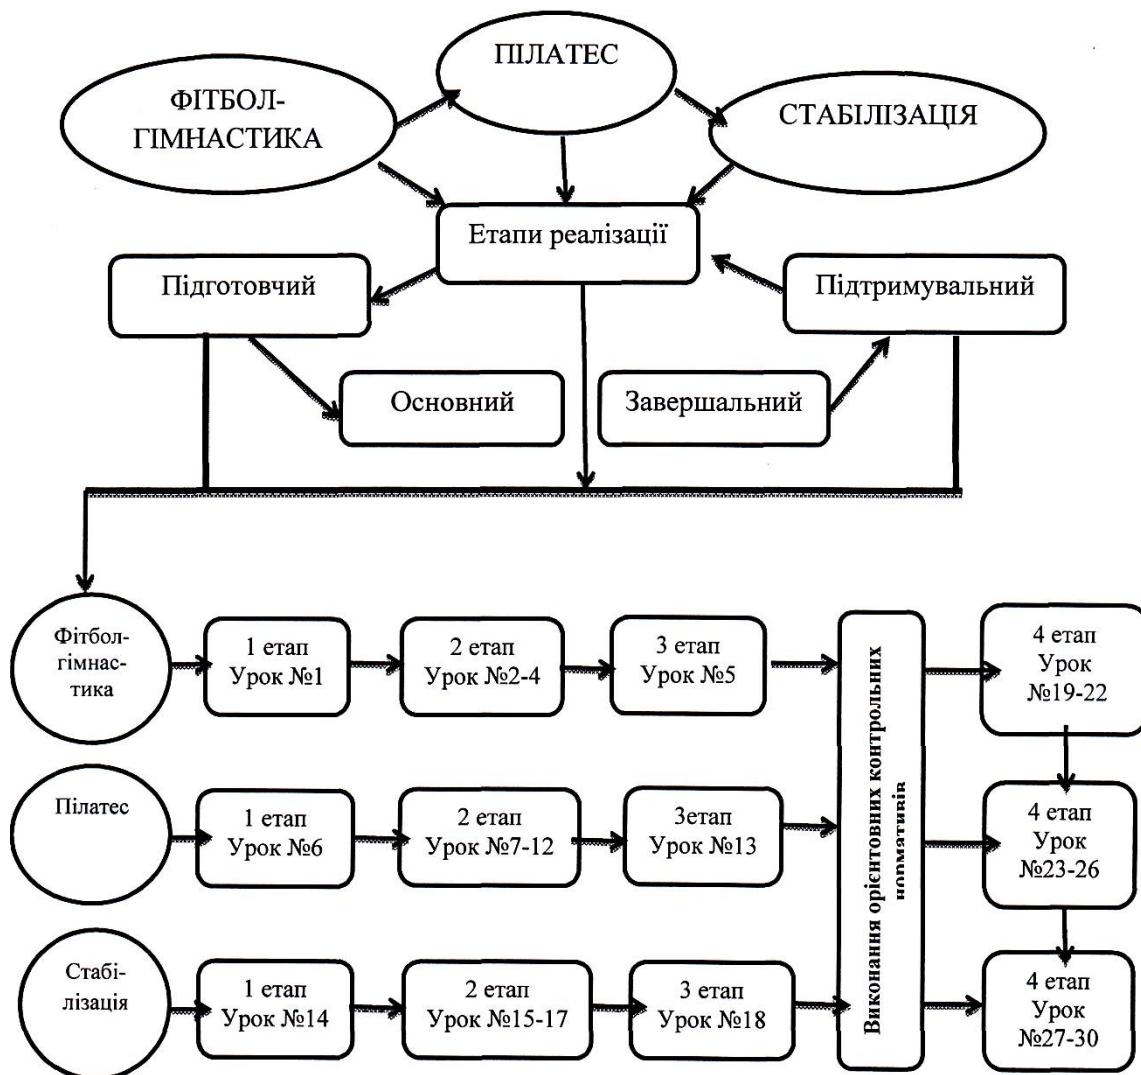 ПІЛАТЕС
ФІТБОЛ-
ГІМНАСТИКА
СТАБІЛІЗАЦІЯ
Етапи реалізації
Підготовчий
Підтримувальний
Основний
Завершальний
Фітбол-
гімнас-
тика
1 етап
Урок №1
2 етап
Урок №2-4
3 етап
Урок №5
Виконання орієнтовних контрольних
нормативів
4 етап
Урок
№19-22
Пілатес
1 етап
Урок №6
2 етап
Урок №7-12
3етап
Урок №13
4 етап
Урок
№23-26
Стабі-
лізація
1 етап
Урок №14
2 етап
Урок №15-17
3 етап
Урок №18
4 етап
Урок
№27-30